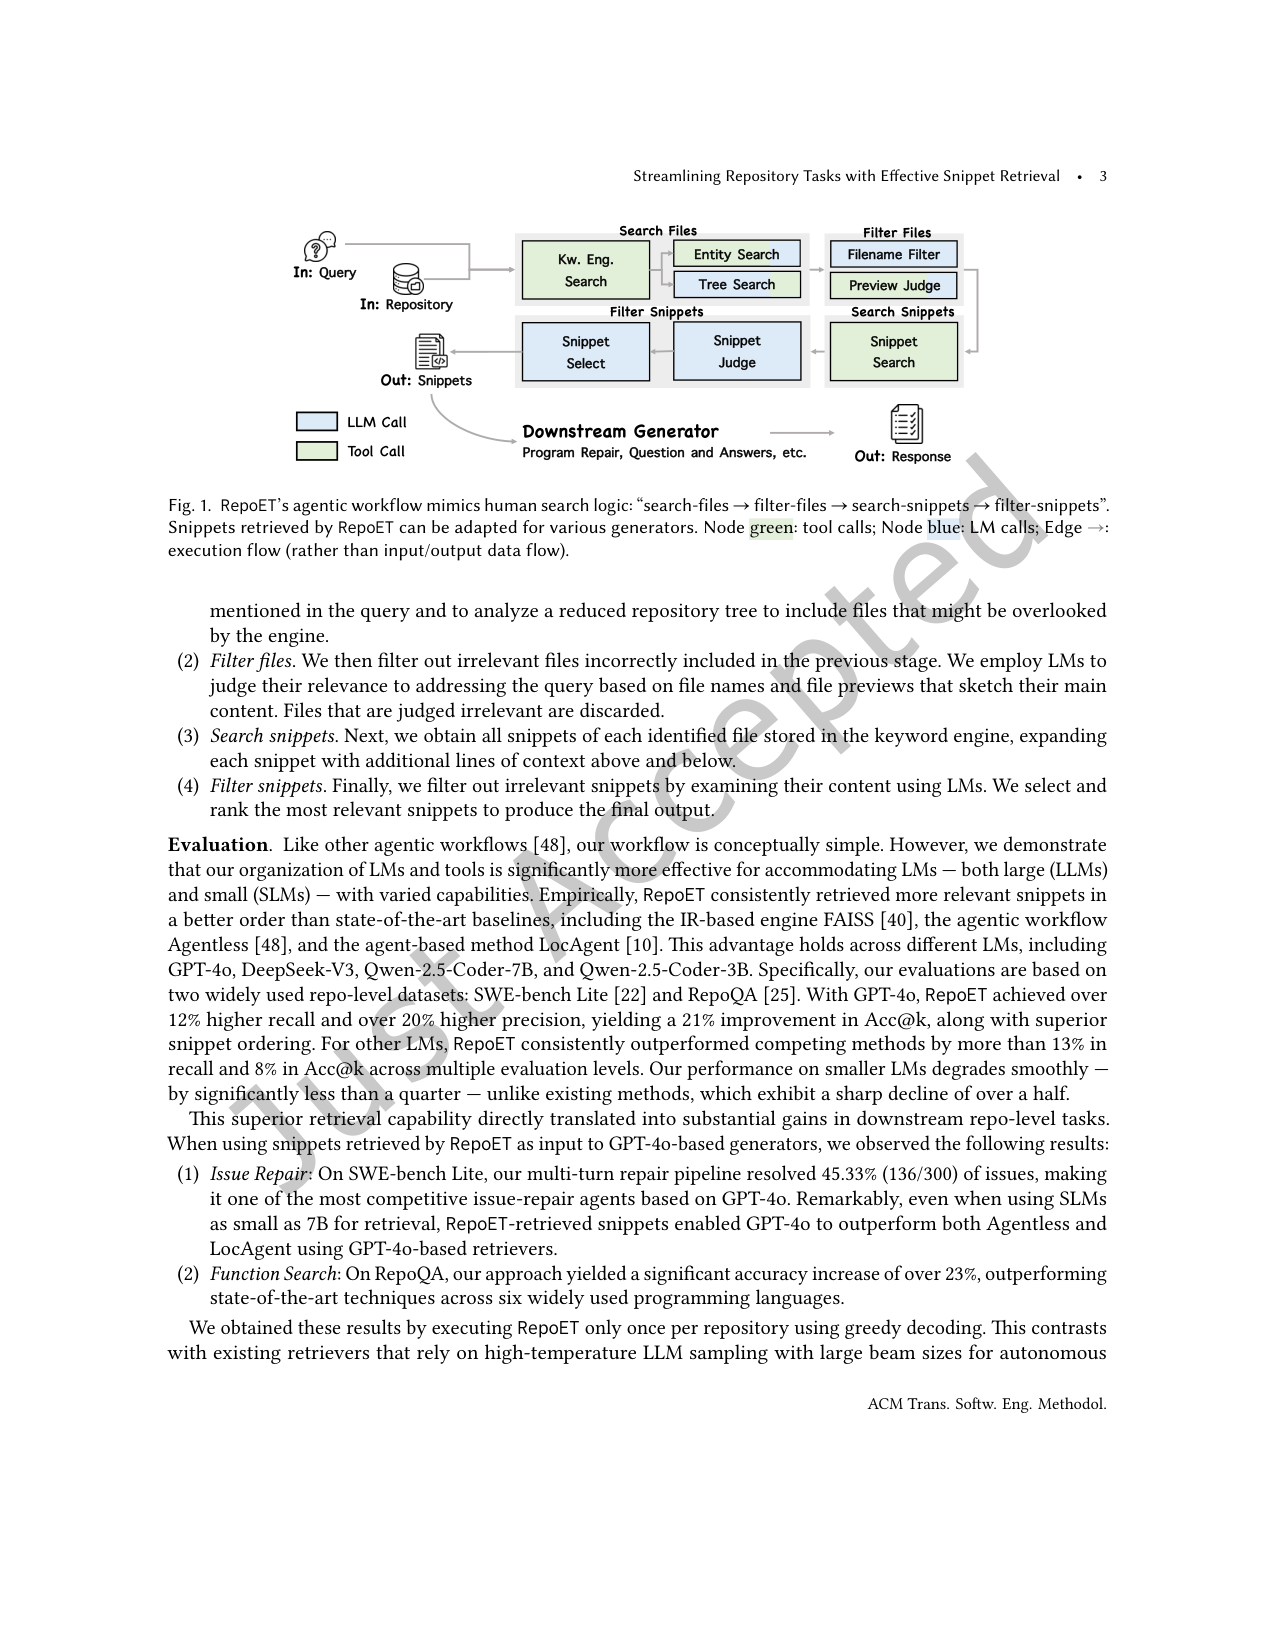 Streamlining Repository Tasks with Effective Snippet Retrieval • 3
Search Files
Filter Files
In: Query
In: Repository
Kw. Eng.
Search
Entity Search
Tree Search
Filename Filter
Preview Judge
Filter Snippets
Search Snippets
Out: Snippets
Snippet
Select
Snippet
Judge
Snippet
Search
LLM Call
Tool Call
Downstream Generator
Program Repair, Question and Answers, etc.
Out: Response
Fig. 1. RepoET's agentic workflow mimics human search logic: “search-files → filter-files → search-snippets → filter-snippets”.
Snippets retrieved by RepoET can be adapted for various generators. Node green: tool calls; Node blue: LM calls; Edge →:
execution flow (rather than input/output data flow).
mentioned in the query and to analyze a reduced repository tree to include files that might be overlooked
by the engine.
(2) Filter files. We then filter out irrelevant files incorrectly included in the previous stage. We employ LMs to
judge their relevance to addressing the query based on file names and file previews that sketch their main
content. Files that are judged irrelevant are discarded.
(3) Search snippets. Next, we obtain all snippets of each identified file stored in the keyword engine, expanding
each snippet with additional lines of context above and below.
(4) Filter snippets. Finally, we filter out irrelevant snippets by examining their content using LMs. We select and
rank the most relevant snippets to produce the final output.
Evaluation. Like other agentic workflows [48], our workflow is conceptually simple. However, we demonstrate
that our organization of LMs and tools is significantly more effective for accommodating LMs — both large (LLMs)
and small (SLMs) — with varied capabilities. Empirically, RepoET consistently retrieved more relevant snippets in
a better order than state-of-the-art baselines, including the IR-based engine FAISS [40], the agentic workflow
Agentless [48], and the agent-based method LocAgent [10]. This advantage holds across different LMs, including
GPT-4o, DeepSeek-V3, Qwen-2.5-Coder-7B, and Qwen-2.5-Coder-3B. Specifically, our evaluations are based on
two widely used repo-level datasets: SWE-bench Lite [22] and RepoQA [25]. With GPT-4o, RepoET achieved over
12% higher recall and over 20% higher precision, yielding a 21% improvement in Acc@k, along with superior
snippet ordering. For other LMs, RepoET consistently outperformed competing methods by more than 13% in
recall and 8% in Acc@k across multiple evaluation levels. Our performance on smaller LMs degrades smoothly —
by significantly less than a quarter — unlike existing methods, which exhibit a sharp decline of over a half.
This superior retrieval capability directly translated into substantial gains in downstream repo-level tasks.
When using snippets retrieved by RepoET as input to GPT-4o-based generators, we observed the following results:
(1) Issue Repair: On SWE-bench Lite, our multi-turn repair pipeline resolved 45.33% (136/300) of issues, making
it one of the most competitive issue-repair agents based on GPT-4o. Remarkably, even when using SLMs
as small as 7B for retrieval, RepoET-retrieved snippets enabled GPT-4o to outperform both Agentless and
LocAgent using GPT-4o-based retrievers.
(2) Function Search: On RepoQA, our approach yielded a significant accuracy increase of over 23%, outperforming
state-of-the-art techniques across six widely used programming languages.
We obtained these results by executing RepoET only once per repository using greedy decoding. This contrasts
with existing retrievers that rely on high-temperature LLM sampling with large beam sizes for autonomous
ACM Trans. Softw. Eng. Methodol.
Just Accepted